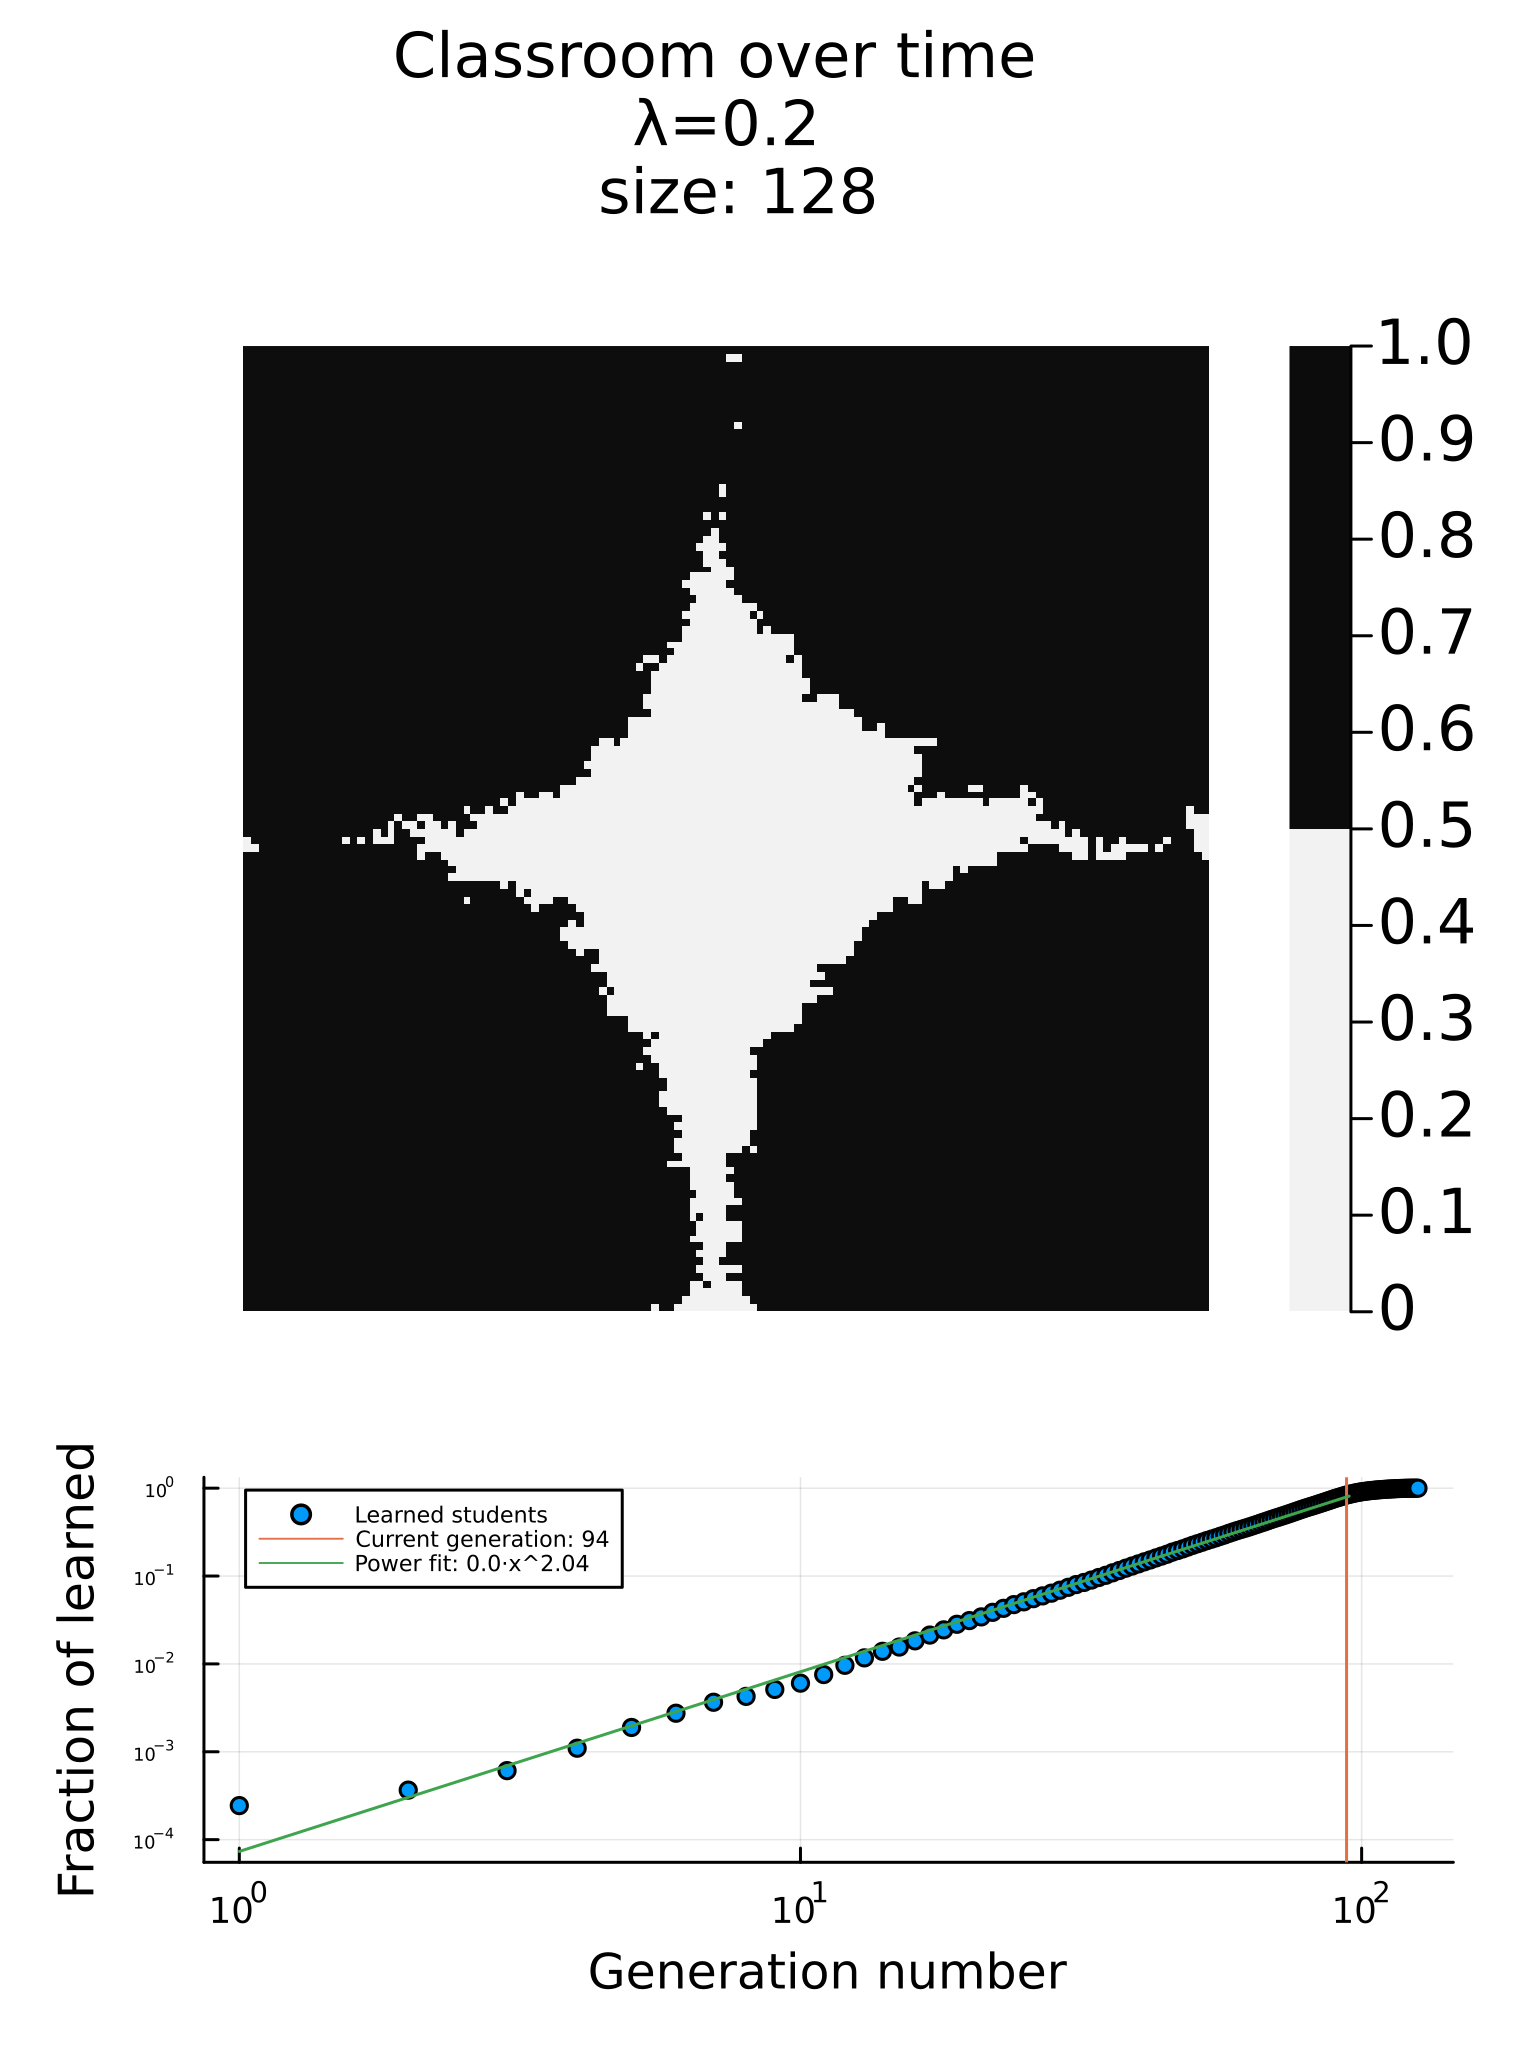 Classroom over time
λ=0.2
size: 128
1.0
0.9
0.8
0.7
0.6
0.5
0.4
0.3
0.2
0.1
0
Fraction of learned
10^0
10^-1
10^-2
10^-3
10^-4
Learned students
Current generation: 94
Power fit: 0.0·x^2.04
10^0 10^1 10^2
Generation number